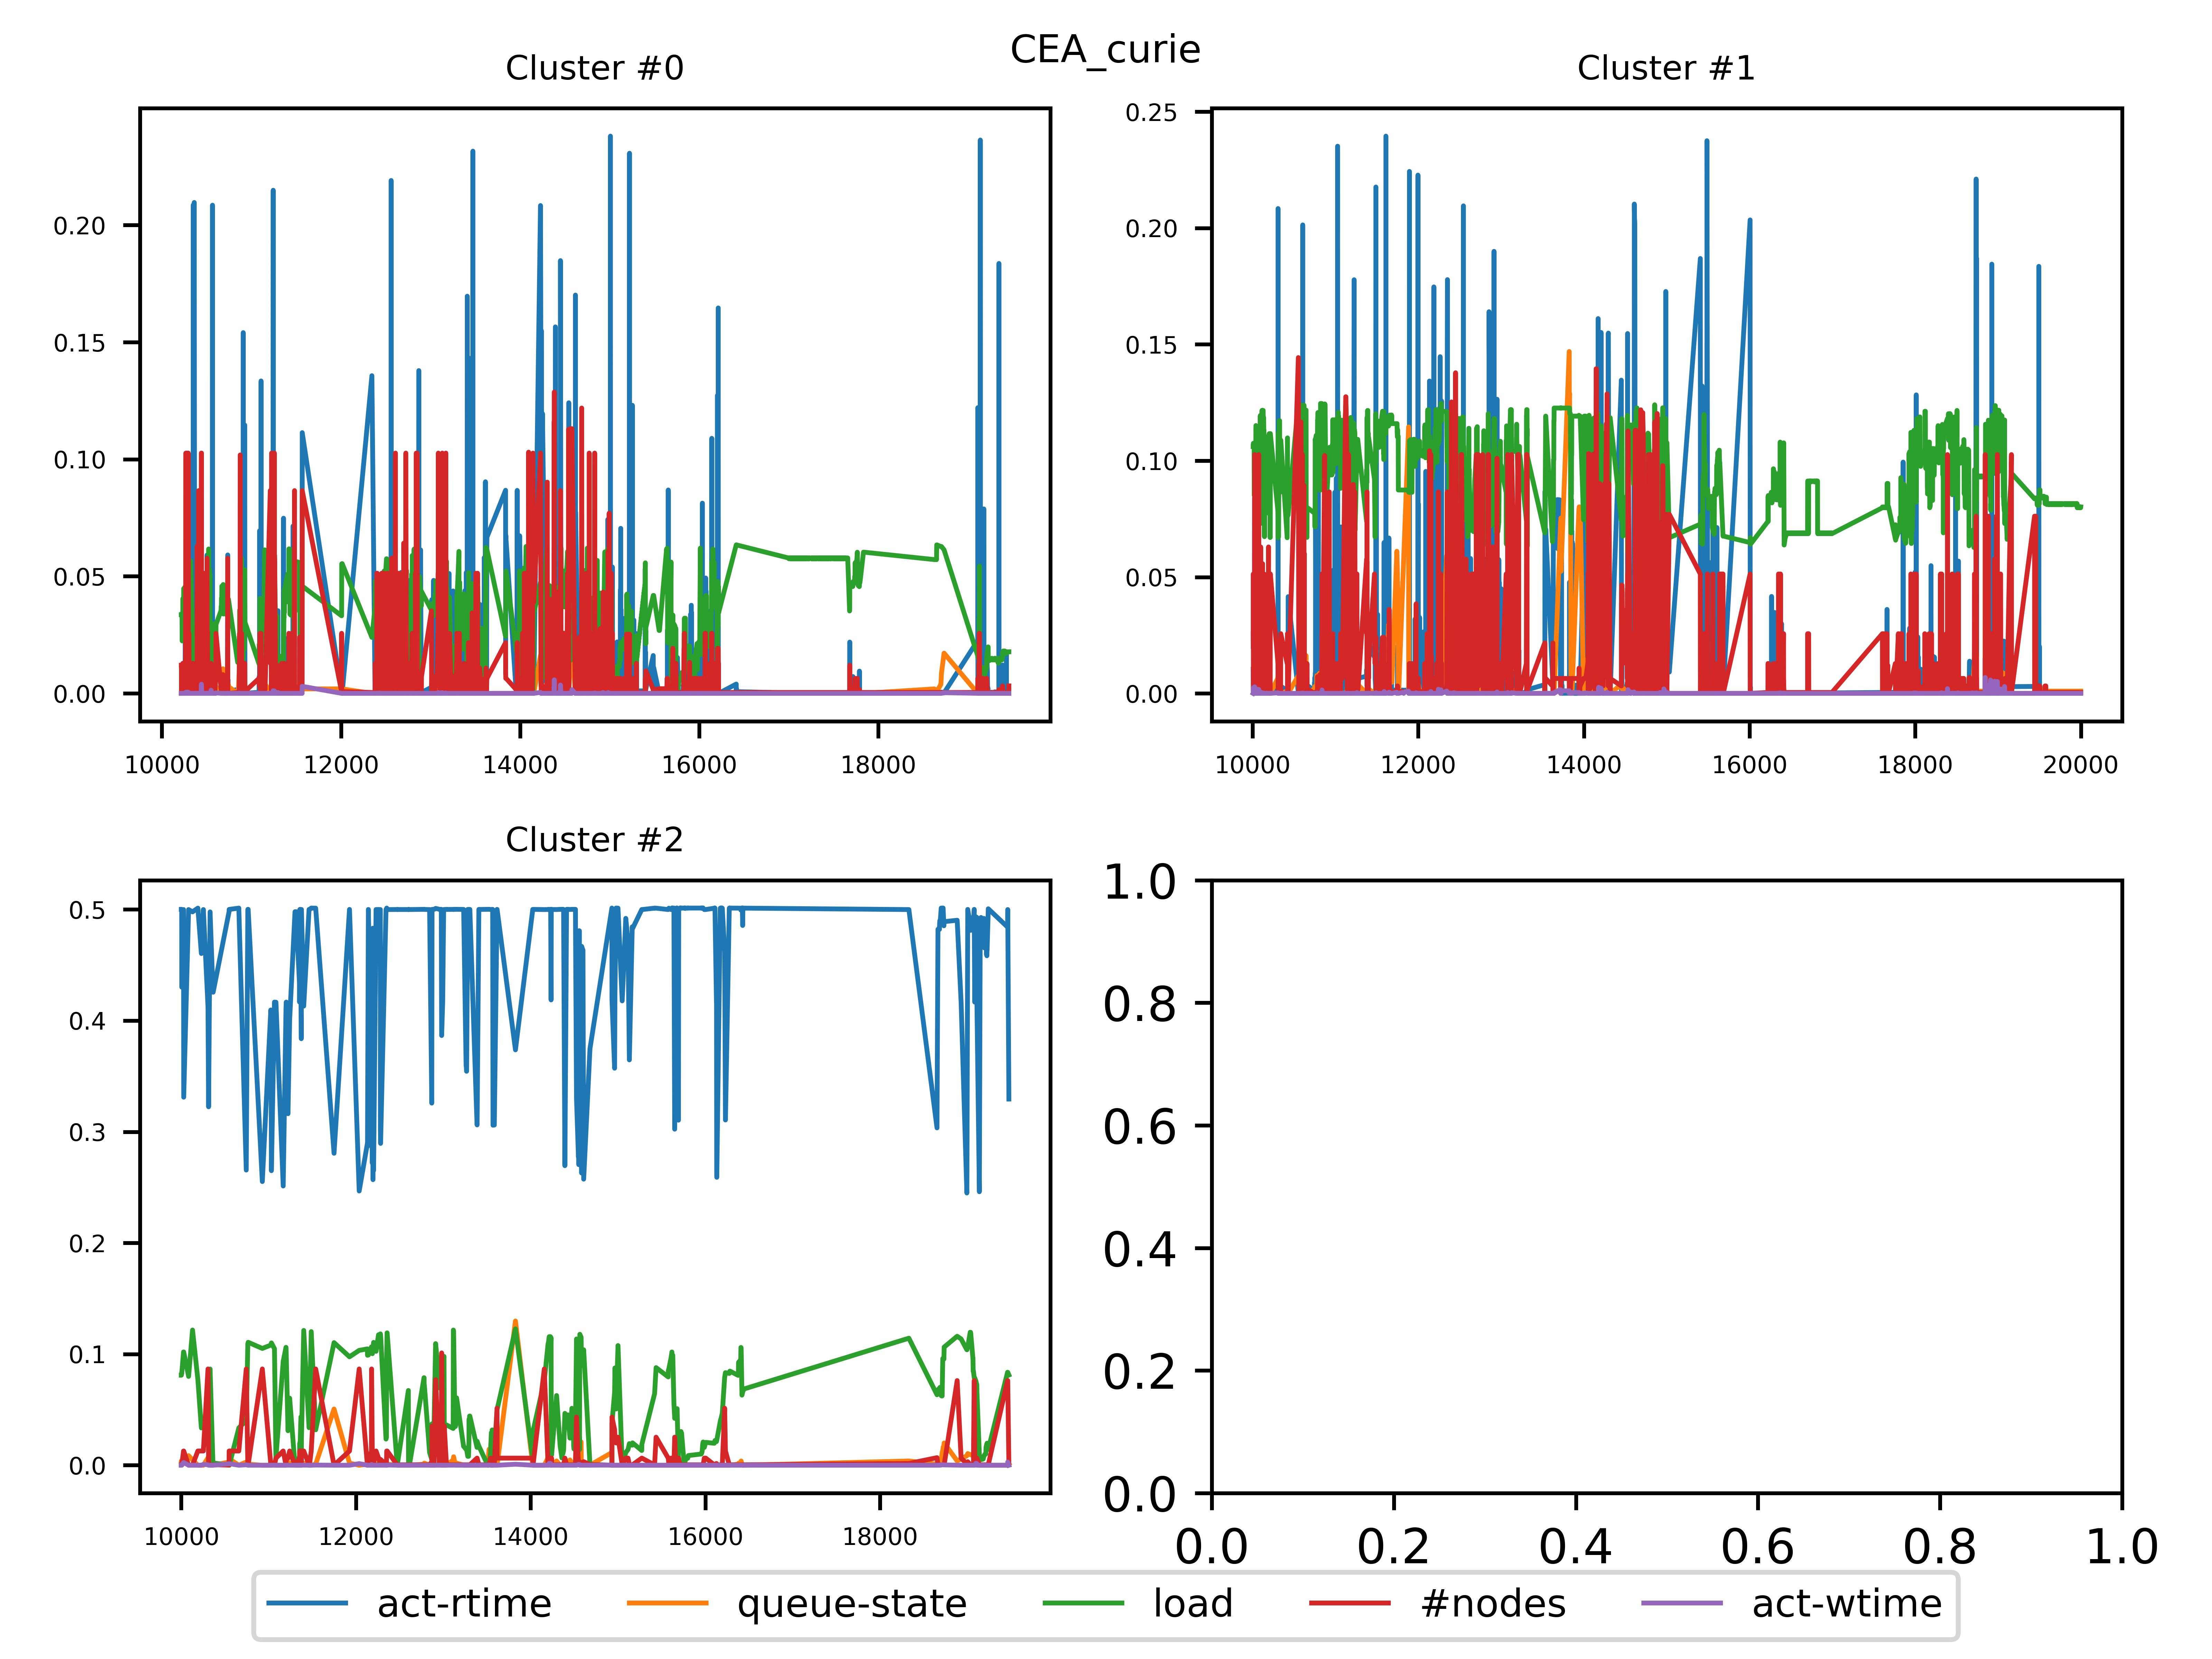 CEA_curie
Cluster #0
0.20
0.15
0.10
0.05
0.00
10000 12000 14000 16000 18000
Cluster #1
0.25
0.20
0.15
0.10
0.05
0.00
10000 12000 14000 16000 18000 20000
Cluster #2
0.5
0.4
0.3
0.2
0.1
0.0
10000 12000 14000 16000 18000
1.0
0.8
0.6
0.4
0.2
0.0
0.0 0.2 0.4 0.6 0.8 1.0
act-rtime queue-state load #nodes act-wtime